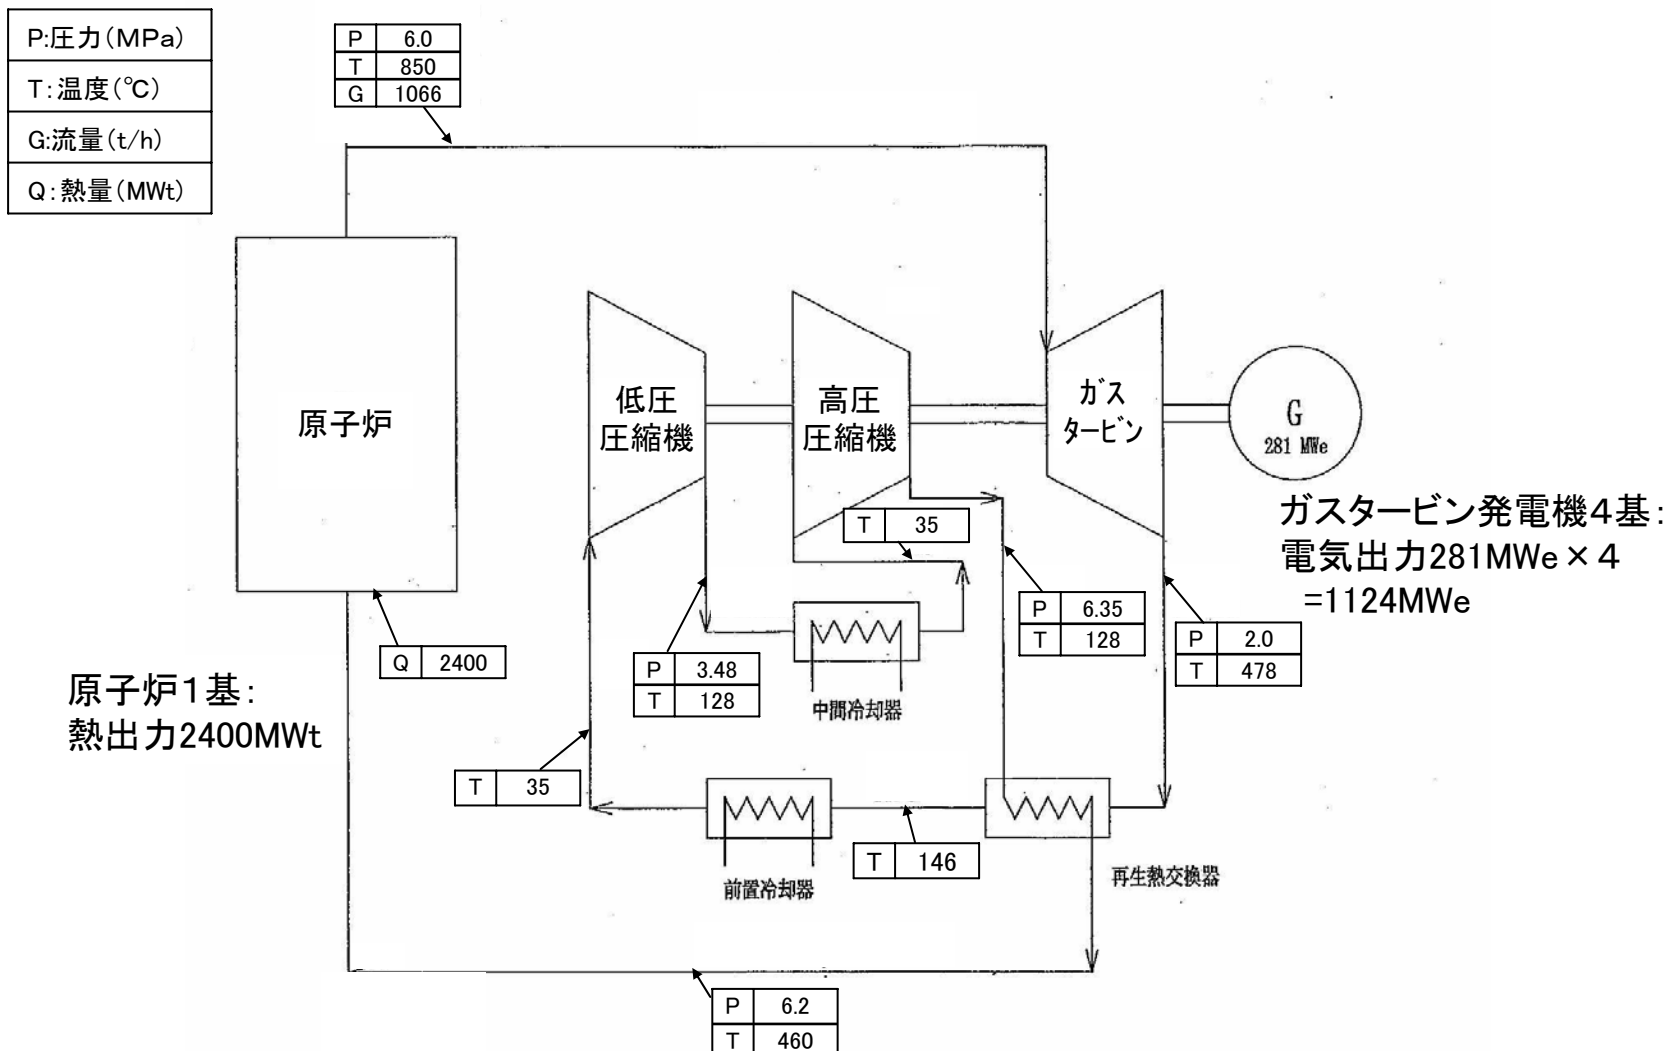 P:圧力(MPa)
T:温度(℃)
G:流量(t/h)
Q:熱量(MWt)
P 6.0
T 850
G 1066
原子炉
低圧
圧縮機
高圧
圧縮機
ガス
タービン
G
281 MWe
ガスタービン発電機4基:
電気出力281MWe×4
=1124MWe
T 35
P 6.35
T 128
P 2.0
T 478
Q 2400
P 3.48
T 128
中間冷却器
原子炉1基:
熱出力2400MWt
T 35
T 146
前置冷却器
再生熱交換器
P 6.2
T 460